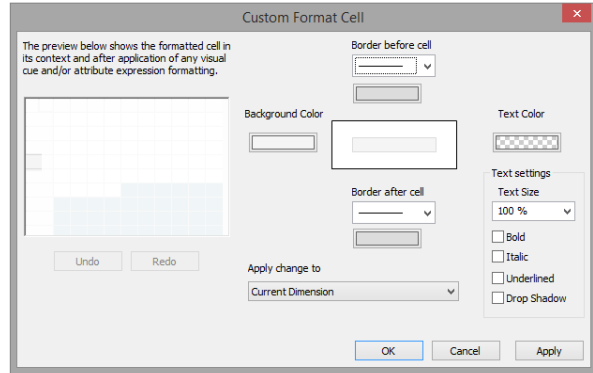 Custom Format Cell
The preview below shows the formatted cell in
its context and after application of any visual
cue and/or attribute expression formatting.
Border before cell
Background Color
Text Color
Border after cell
Text settings
Text Size
100 %
Bold
Italic
Underlined
Drop Shadow
Undo Redo
Apply change to
Current Dimension
OK Cancel Apply